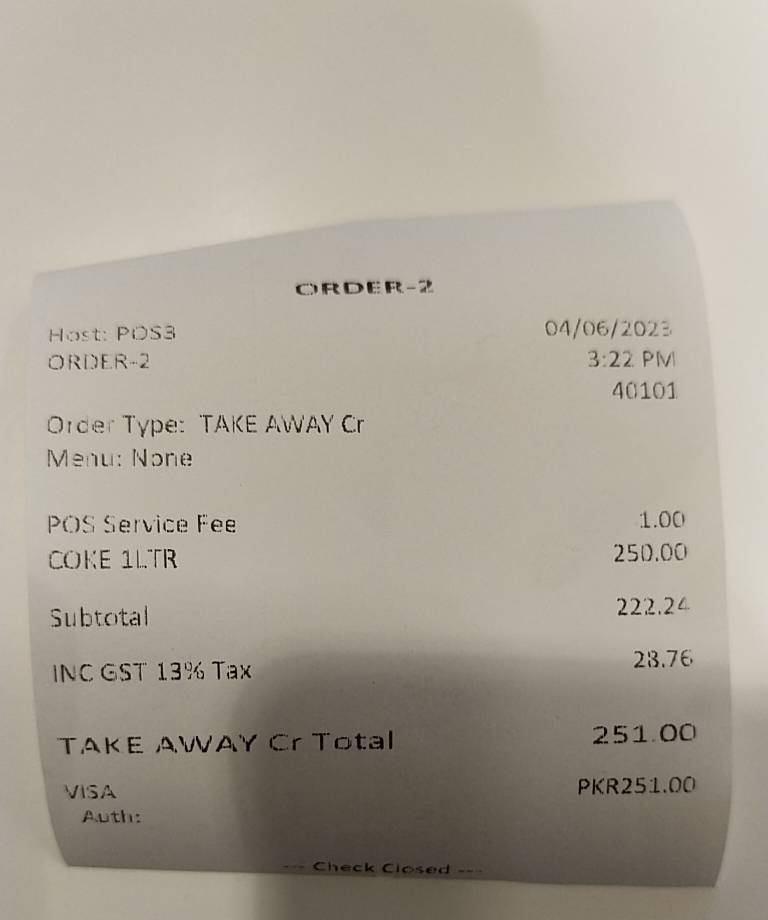 ORDER-2
Host: POS3 04/06/2023
ORDER-2 3:22 PM
40101
Order Type: TAKE AWAY Cr
Menu: None
POS Service Fee 1.00
COKE 1LTR 250.00
Subtotal 222.24
INC GST 13% Tax 28.76
TAKE AWAY Cr Total 251.00
VISA PKR251.00
Auth:
--- Check Closed ---